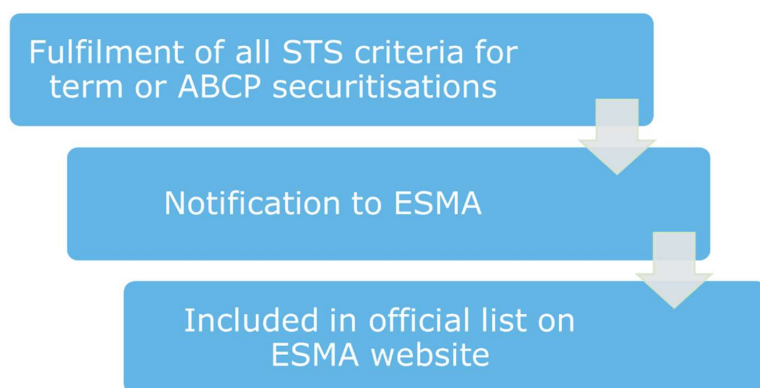 Fulfilment of all STS criteria for
term or ABCP securitisations
Notification to ESMA
Included in official list on
ESMA website